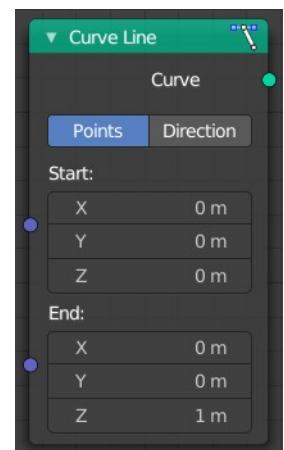 Curve Line
Curve
Points Direction
Start:
X 0 m
Y 0 m
Z 0 m
End:
X 0 m
Y 0 m
Z 1 m